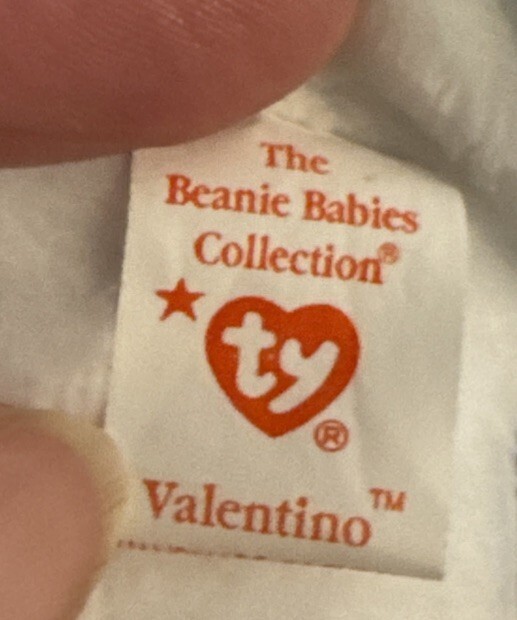 The
Beanie Babies
Collection®
★ ty ®
Valentino™